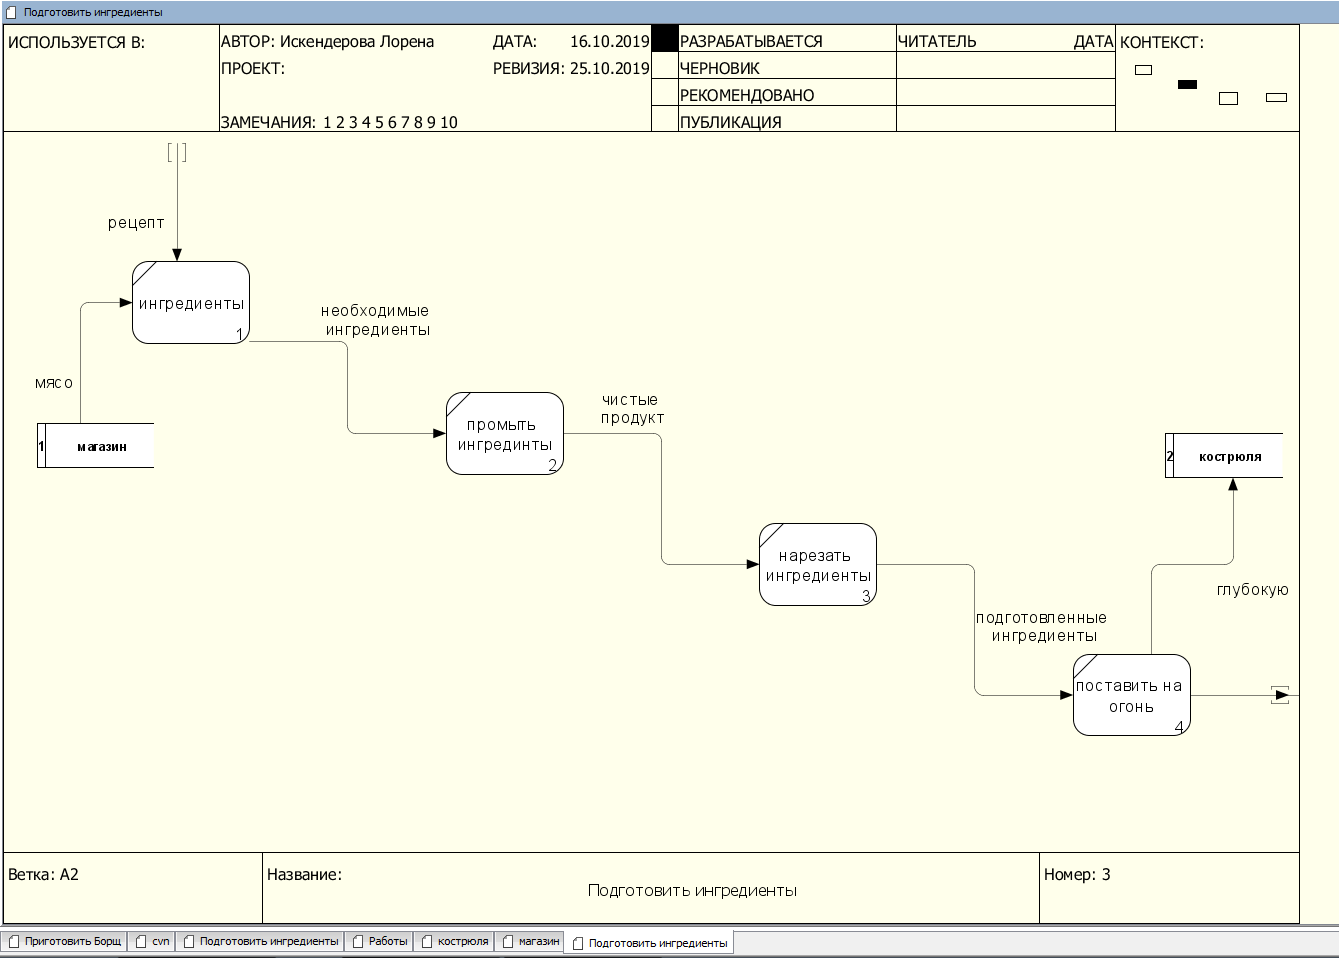 Подготовить ингредиенты
ИСПОЛЬЗУЕТСЯ В:
АВТОР: Искендерова Лорена
ДАТА: 16.10.2019
ПРОЕКТ:
РЕВИЗИЯ: 25.10.2019
ЗАМЕЧАНИЯ: 1 2 3 4 5 6 7 8 9 10
РАЗРАБАТЫВАЕТСЯ
ЧЕРНОВИК
РЕКОМЕНДОВАНО
ПУБЛИКАЦИЯ
ЧИТАТЕЛЬ
ДАТА
КОНТЕКСТ:
рецепт
ингредиенты
1
необходимые
ингредиенты
мясо
1
магазин
промыть
ингрединты
2
чистые
продукт
нарезать
ингредиенты
3
2
кострюля
глубокую
подготовленные
ингредиенты
поставить на
огонь
4
Ветка: A2
Название:
Подготовить ингредиенты
Номер: 3
Приготовить Борщ
cvn
Подготовить ингредиенты
Работы
кострюля
магазин
Подготовить ингредиенты